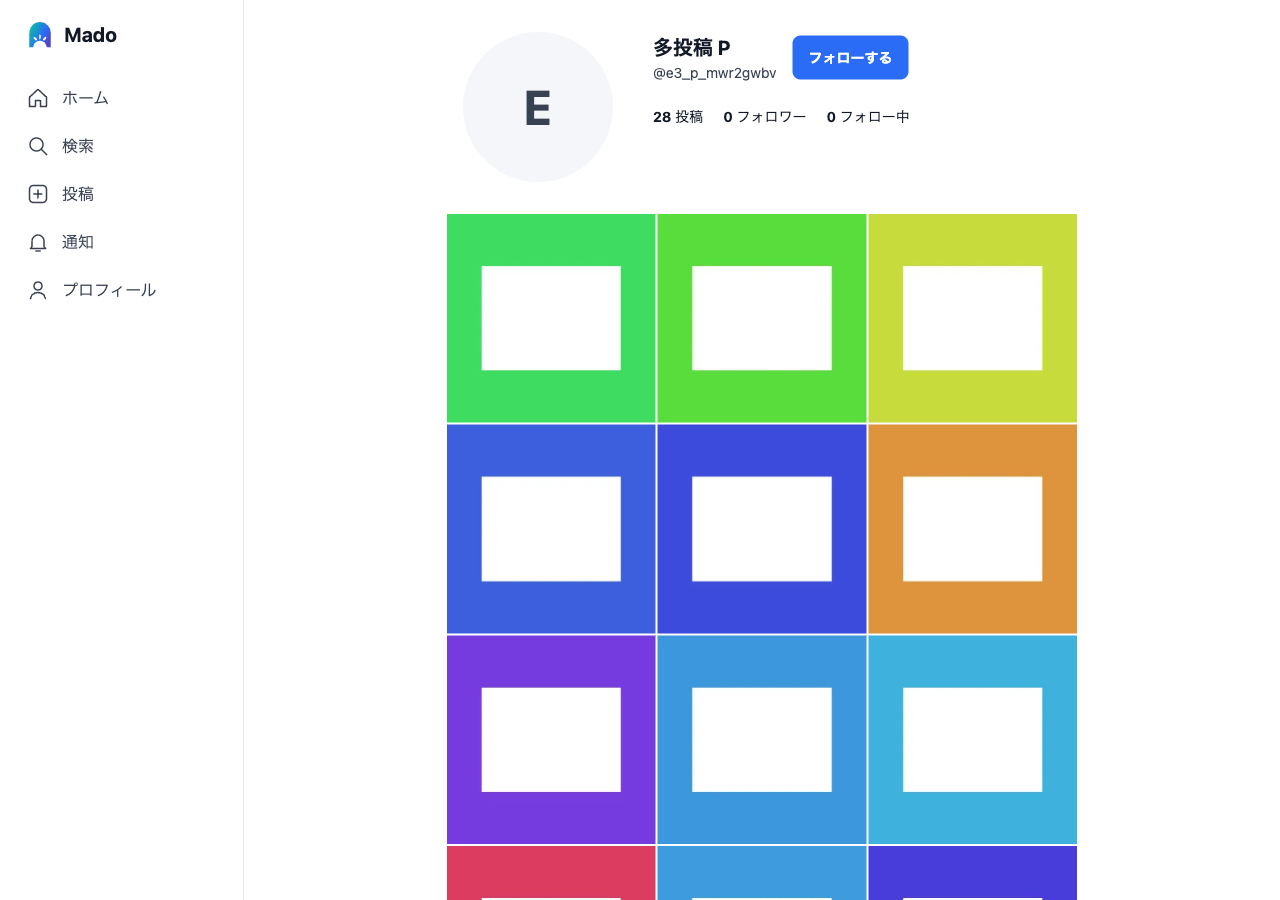 Mado
ホーム
検索
投稿
通知
プロフィール
E
多投稿 P
@e3_p_mwr2gwbv
フォローする
28 投稿 0 フォロワー 0 フォロー中